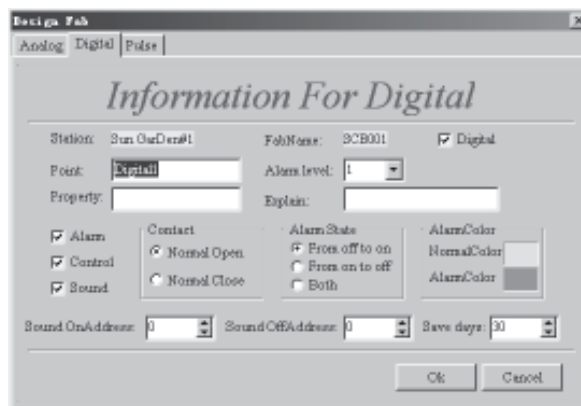 Design Fab
Analog Digital Pulse
Information For Digital
Station: Sun GarDen#1 FabName: SCB001 Digital
Point: Digital1 Alarm level: 1
Property: Explain:
Alarm Contact Alarm State AlarmColor
Normal Open From off to on NormalColor
Control From on to off
Sound Normal Close Both AlarmColor
Sound OnAddress: 0 Sound OffAddress: 0 Save days: 30
Ok Cancel